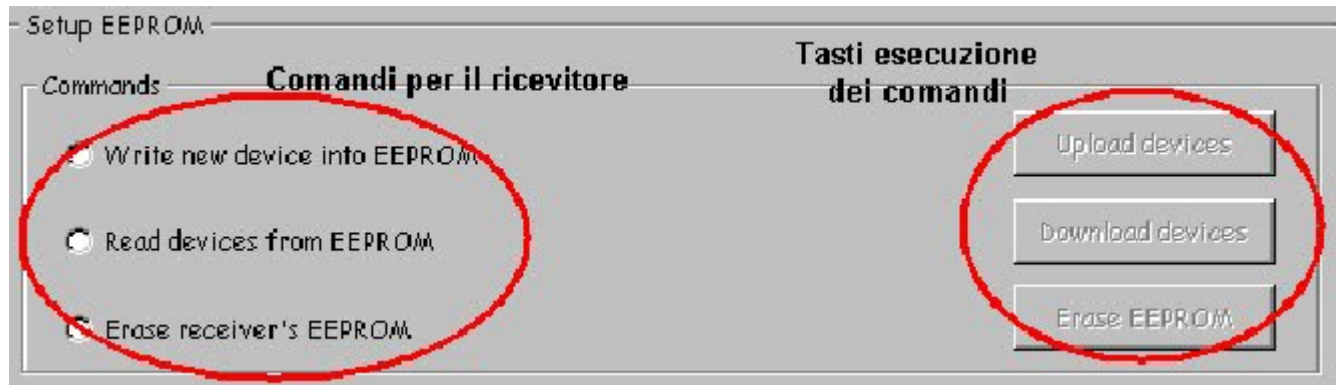 Setup EEPROM
Tasti esecuzione
dei comandi
Commands
Comandi per il ricevitore
Write new device into EEPROM
Upload devices
Read devices from EEPROM
Download devices
Erase receiver's EEPROM
Erase EEPROM